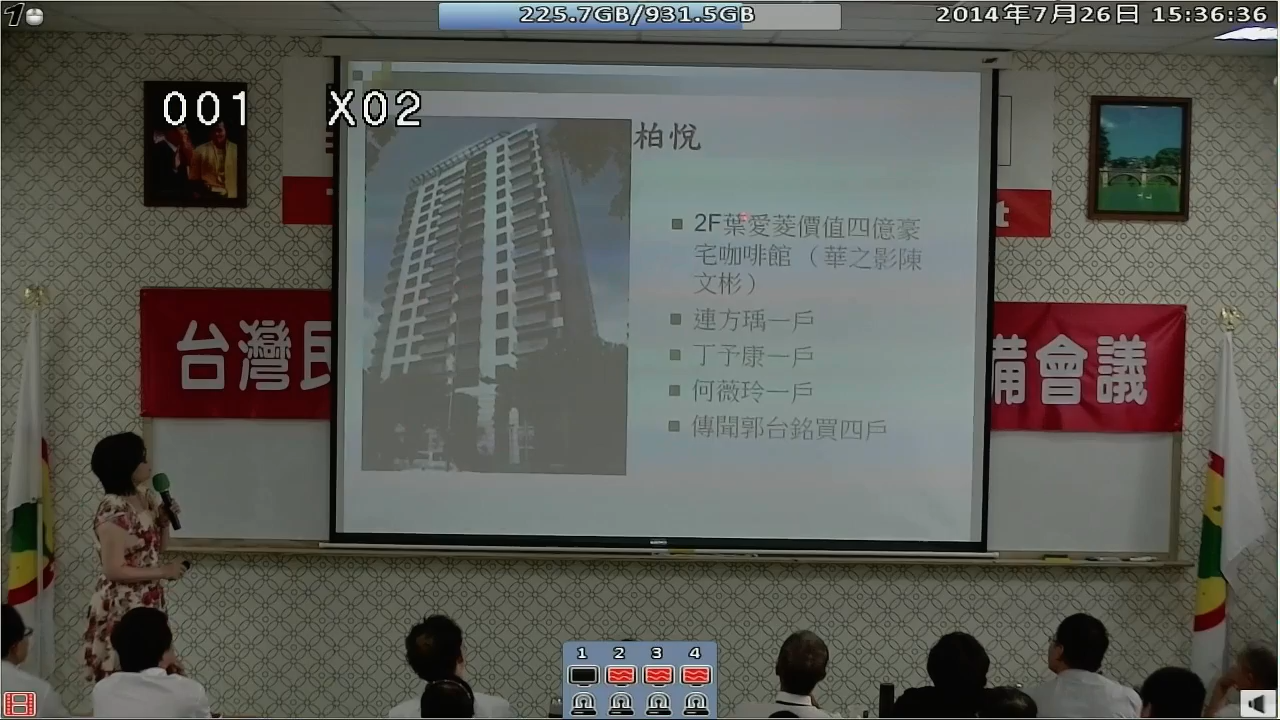 1
225.7GB/931.5GB
2014年7月26日 15:36:36
001 X02
柏悅
2F葉愛菱價值四億豪
宅咖啡館（華之影陳
文彬）
連方瑀一戶
丁予康一戶
何薇玲一戶
傳聞郭台銘買四戶
t
台灣民
備會議
1 2 3 4